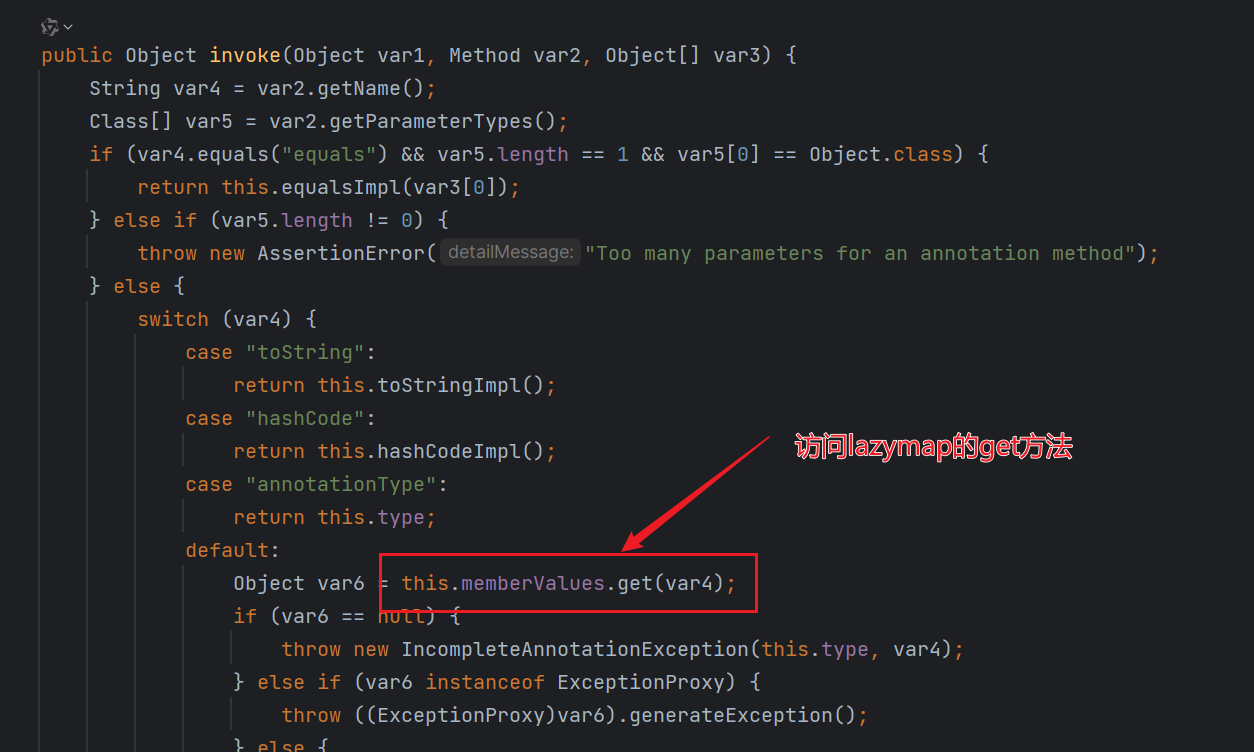 public Object invoke(Object var1, Method var2, Object[] var3) {
String var4 = var2.getName();
Class[] var5 = var2.getParameterTypes();
if (var4.equals("equals") && var5.length == 1 && var5[0] == Object.class) {
return this.equalsImpl(var3[0]);
} else if (var5.length != 0) {
throw new AssertionError( detailMessage: "Too many parameters for an annotation method");
} else {
switch (var4) {
case "toString":
return this.toStringImpl();
case "hashCode":
return this.hashCodeImpl();
访问lazymap的get方法
case "annotationType":
return this.type;
default:
Object var6 = this.memberValues.get(var4);
if (var6 == null) {
throw new IncompleteAnnotationException(this.type, var4);
} else if (var6 instanceof ExceptionProxy) {
throw ((ExceptionProxy)var6).generateException();
} else {